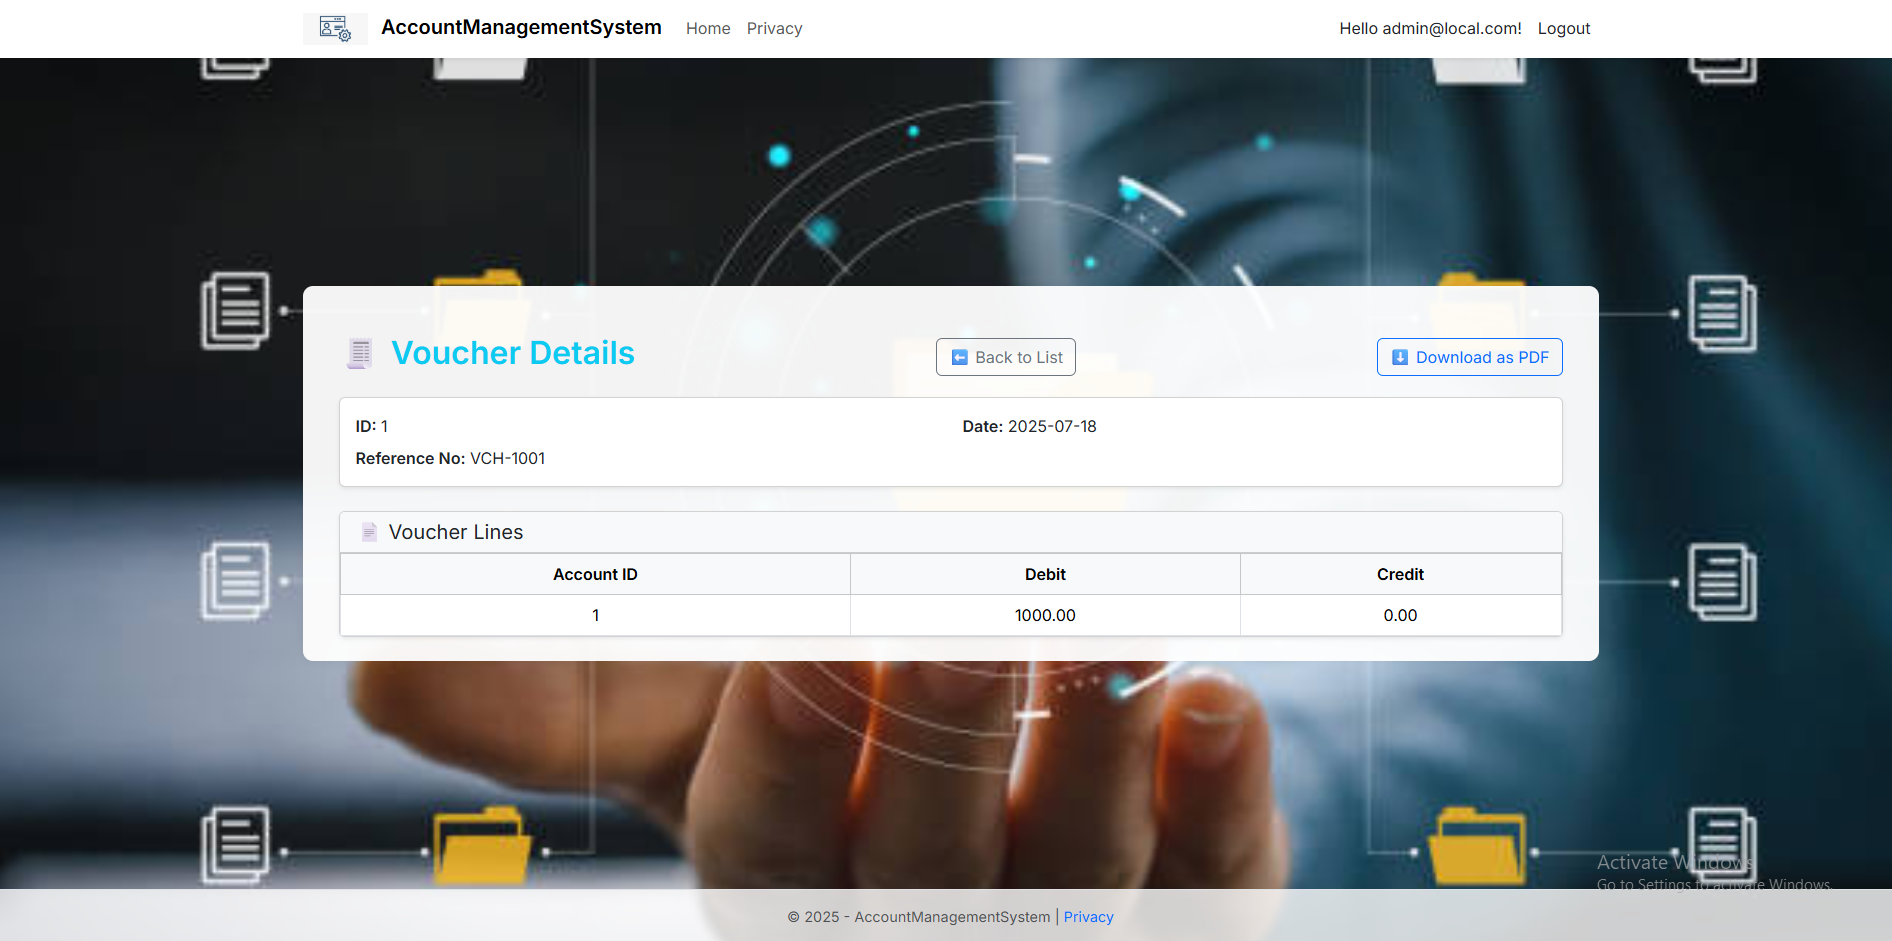 AccountManagementSystem Home Privacy Hello admin@local.com! Logout
Voucher Details Back to List Download as PDF
ID: 1 Date: 2025-07-18
Reference No: VCH-1001
Voucher Lines
Account ID Debit Credit
1 1000.00 0.00
Activate Windows
Go to Settings to activate Windows.
© 2025 - AccountManagementSystem | Privacy